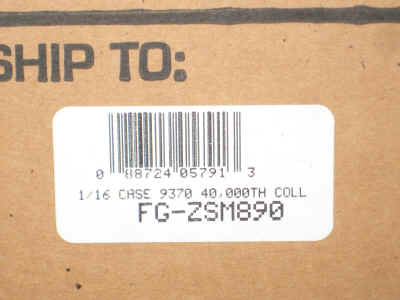 SHIP TO:
0 88724 05791 3
1/16 CASE 9370 40,000TH COLL
FG-ZSM890